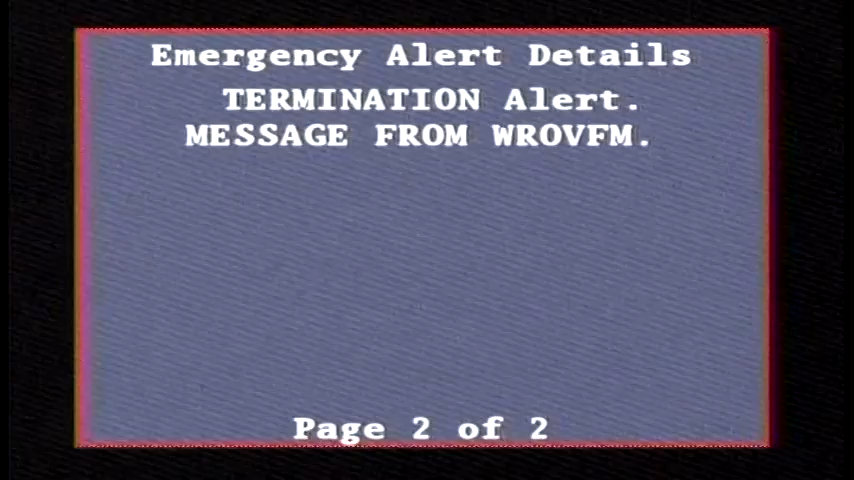 Emergency Alert Details
TERMINATION Alert.
MESSAGE FROM WROVFM.
Page 2 of 2